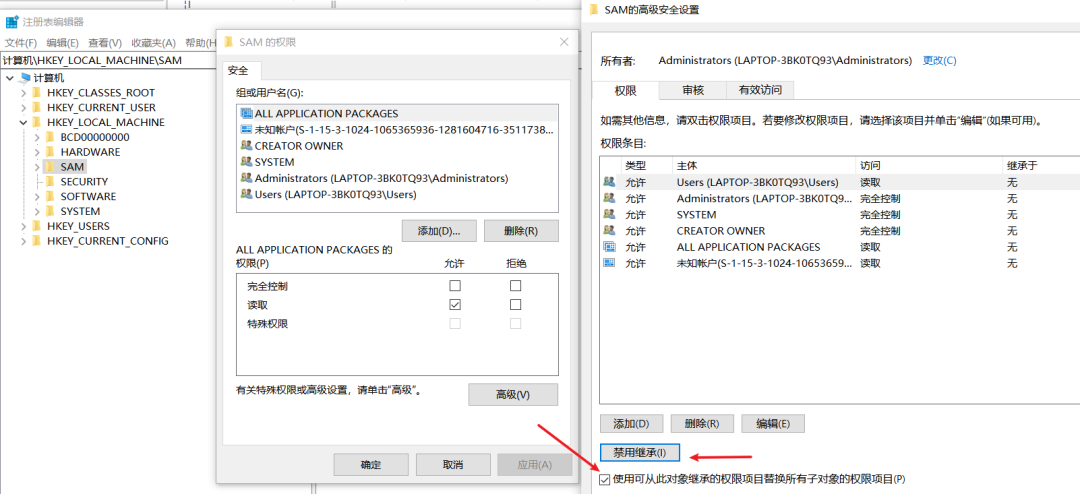 注册表编辑器
文件(F) 编辑(E) 查看(V) 收藏夹(A) 帮助(H
计算机\HKEY_LOCAL_MACHINE\SAM
计算机
HKEY_CLASSES_ROOT
HKEY_CURRENT_USER
HKEY_LOCAL_MACHINE
BCD00000000
HARDWARE
SAM
SECURITY
SOFTWARE
SYSTEM
HKEY_USERS
HKEY_CURRENT_CONFIG
SAM 的权限
安全
组或用户名(G):
ALL APPLICATION PACKAGES
未知帐户(S-1-15-3-1024-1065365936-1281604716-3511738...
CREATOR OWNER
SYSTEM
Administrators (LAPTOP-3BK0TQ93\Administrators)
Users (LAPTOP-3BK0TQ93\Users)
添加(D)... 删除(R)
ALL APPLICATION PACKAGES 的
权限(P) 允许 拒绝
完全控制
读取
特殊权限
有关特殊权限或高级设置，请单击“高级”。
高级(V)
确定 取消 应用(A)
SAM的高级安全设置
所有者: Administrators (LAPTOP-3BK0TQ93\Administrators) 更改(C)
权限 审核 有效访问
如需其他信息，请双击权限项目。若要修改权限项目，请选择该项目并单击“编辑”(如果可用)。
权限条目:
类型 主体 访问 继承于
允许 Users (LAPTOP-3BK0TQ93\Users) 读取 无
允许 Administrators (LAPTOP-3BK0TQ9... 完全控制 无
允许 SYSTEM 完全控制 无
允许 CREATOR OWNER 完全控制 无
允许 ALL APPLICATION PACKAGES 读取 无
允许 未知帐户(S-1-15-3-1024-10653659... 读取 无
添加(D) 删除(R) 编辑(E)
禁用继承(I)
使用可从此对象继承的权限项目替换所有子对象的权限项目(P)